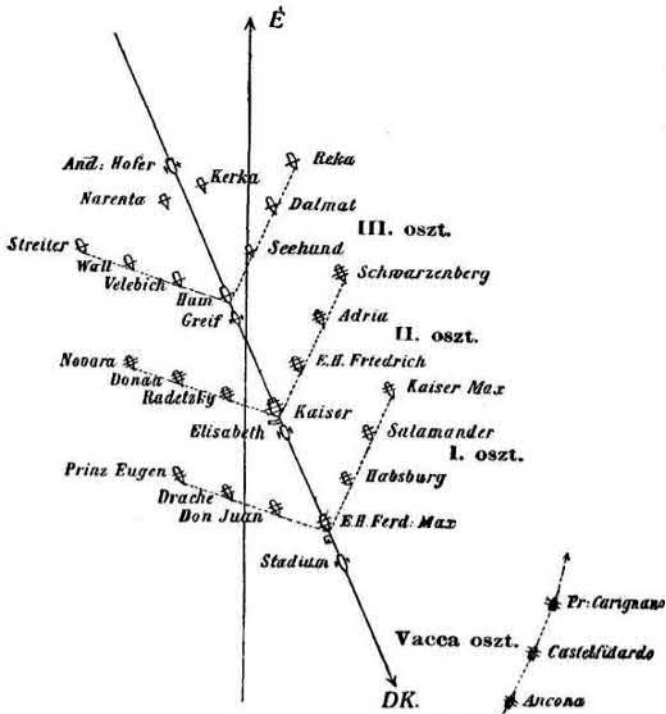 É
And: Hofer
Kerka
Reka
Narenta
Dalmat
III. oszt.
Streiter
Wall
Seehund
Velebich
Schwarzenberg
Hum
Greif
Adria
II. oszt.
Novara
Donau
E.H. Friedrich
Radetzky
Kaiser Max
Kaiser
Elisabeth
Salamander
I. oszt.
Prinz Eugen
Habsburg
Drache
Don Juan
E.H. Ferd: Max
Stadium
Pr: Carignano
Vacca oszt.
Castelfidardo
DK.
Ancona